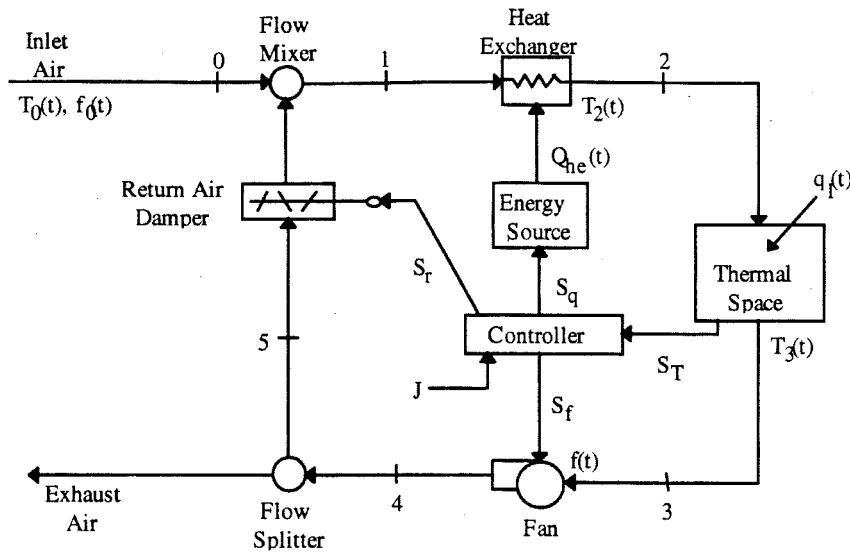 Flow
Mixer
Heat
Exchanger
Inlet
Air
0
1
2
T0(t), f0(t)
T2(t)
Qhe(t)
Return Air
Damper
Energy
Source
q1(t)
Sr
Sq
Thermal
Space
Controller
5
ST
T3(t)
J
Sf
f(t)
4
3
Exhaust
Air
Flow
Splitter
Fan